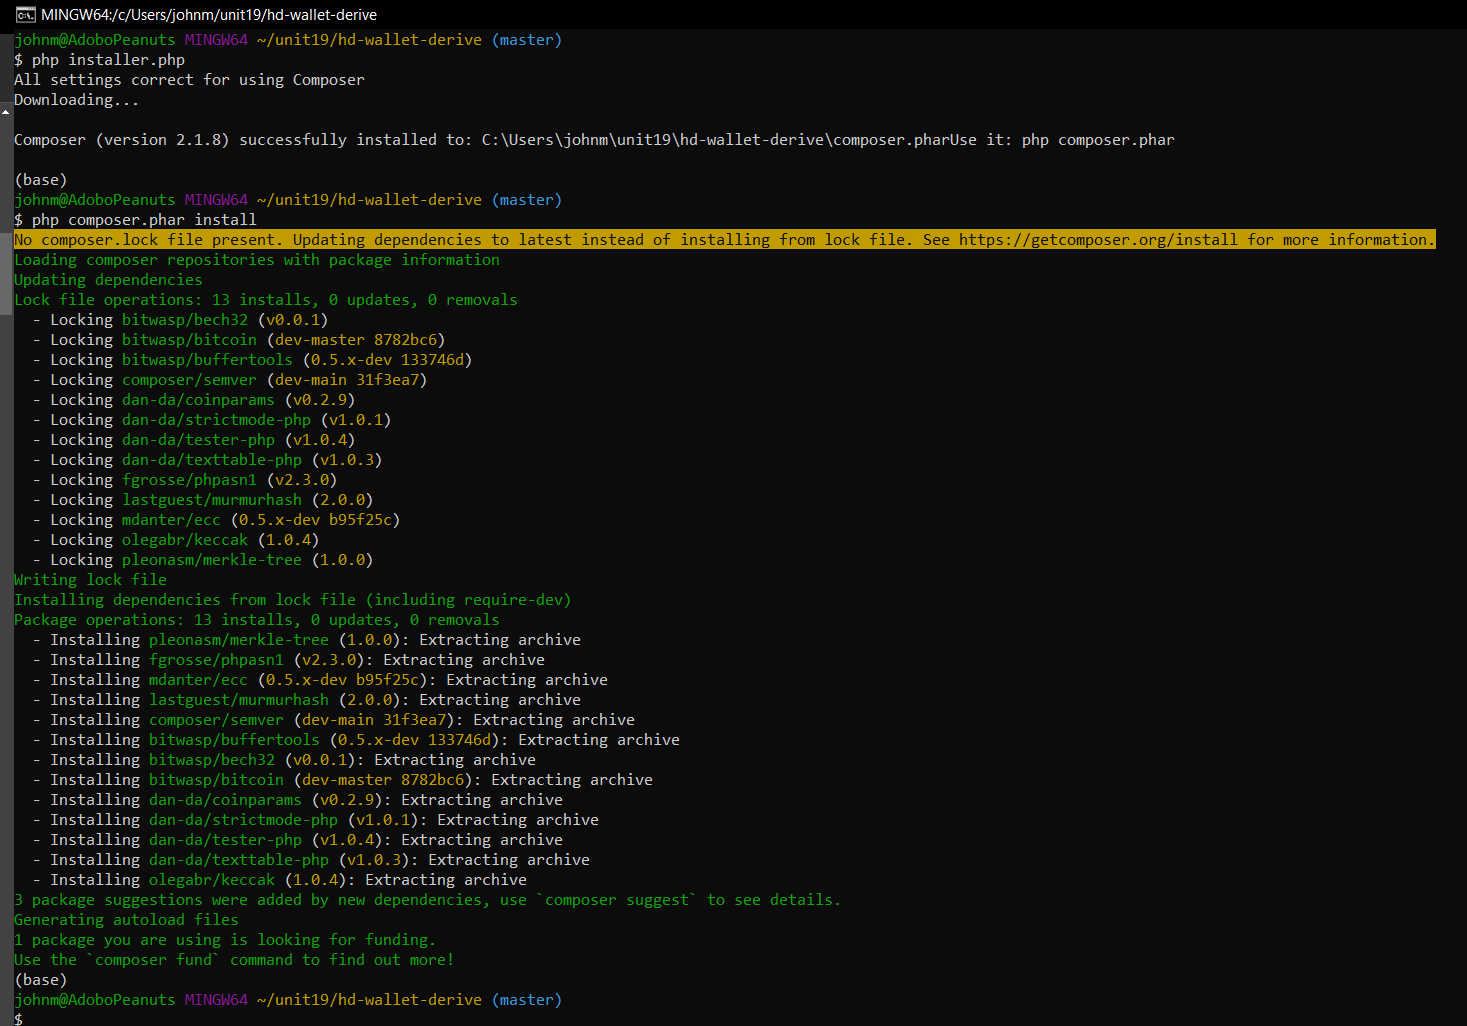 MINGW64:/c/Users/johnm/unit19/hd-wallet-derive
johnm@AdoboPeanuts MINGW64 ~/unit19/hd-wallet-derive (master)
$ php installer.php
All settings correct for using Composer
Downloading...
Composer (version 2.1.8) successfully installed to: C:\Users\johnm\unit19\hd-wallet-derive\composer.pharUse it: php composer.phar
(base)
johnm@AdoboPeanuts MINGW64 ~/unit19/hd-wallet-derive (master)
$ php composer.phar install
No composer.lock file present. Updating dependencies to latest instead of installing from lock file. See https://getcomposer.org/install for more information.
Loading composer repositories with package information
Updating dependencies
Lock file operations: 13 installs, 0 updates, 0 removals
- Locking bitwasp/bech32 (v0.0.1)
- Locking bitwasp/bitcoin (dev-master 8782bc6)
- Locking bitwasp/buffertools (0.5.x-dev 133746d)
- Locking composer/semver (dev-main 31f3ea7)
- Locking dan-da/coinparams (v0.2.9)
- Locking dan-da/strictmode-php (v1.0.1)
- Locking dan-da/tester-php (v1.0.4)
- Locking dan-da/texttable-php (v1.0.3)
- Locking fgrosse/phpasn1 (v2.3.0)
- Locking lastguest/murmurhash (2.0.0)
- Locking mdanter/ecc (0.5.x-dev b95f25c)
- Locking olegabr/keccak (1.0.4)
- Locking pleonasm/merkle-tree (1.0.0)
Writing lock file
Installing dependencies from lock file (including require-dev)
Package operations: 13 installs, 0 updates, 0 removals
- Installing pleonasm/merkle-tree (1.0.0): Extracting archive
- Installing fgrosse/phpasn1 (v2.3.0): Extracting archive
- Installing mdanter/ecc (0.5.x-dev b95f25c): Extracting archive
- Installing lastguest/murmurhash (2.0.0): Extracting archive
- Installing composer/semver (dev-main 31f3ea7): Extracting archive
- Installing bitwasp/buffertools (0.5.x-dev 133746d): Extracting archive
- Installing bitwasp/bech32 (v0.0.1): Extracting archive
- Installing bitwasp/bitcoin (dev-master 8782bc6): Extracting archive
- Installing dan-da/coinparams (v0.2.9): Extracting archive
- Installing dan-da/strictmode-php (v1.0.1): Extracting archive
- Installing dan-da/tester-php (v1.0.4): Extracting archive
- Installing dan-da/texttable-php (v1.0.3): Extracting archive
- Installing olegabr/keccak (1.0.4): Extracting archive
3 package suggestions were added by new dependencies, use `composer suggest` to see details.
Generating autoload files
1 package you are using is looking for funding.
Use the `composer fund` command to find out more!
(base)
johnm@AdoboPeanuts MINGW64 ~/unit19/hd-wallet-derive (master)
$